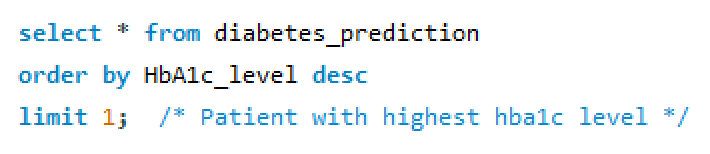 select * from diabetes_prediction
order by HbA1c_level desc
limit 1;  /* Patient with highest hba1c level */